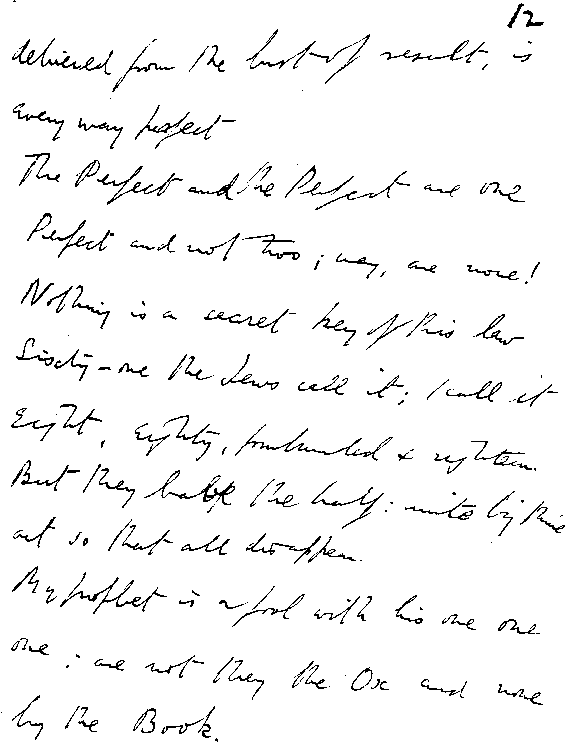 12
delivered from the lust of result, is
every way perfect
The Perfect and the Perfect are one
Perfect and not two; nay, are none!
Nothing is a secret key of this law
Sixty-one the Jews call it; I call it
Eight, eighty, fourhundred & eighteen.
But they have the half: unite by thine
art so that all disappear.
My prophet is a fool with his one one
one; are not they the Ox and none
by the Book.